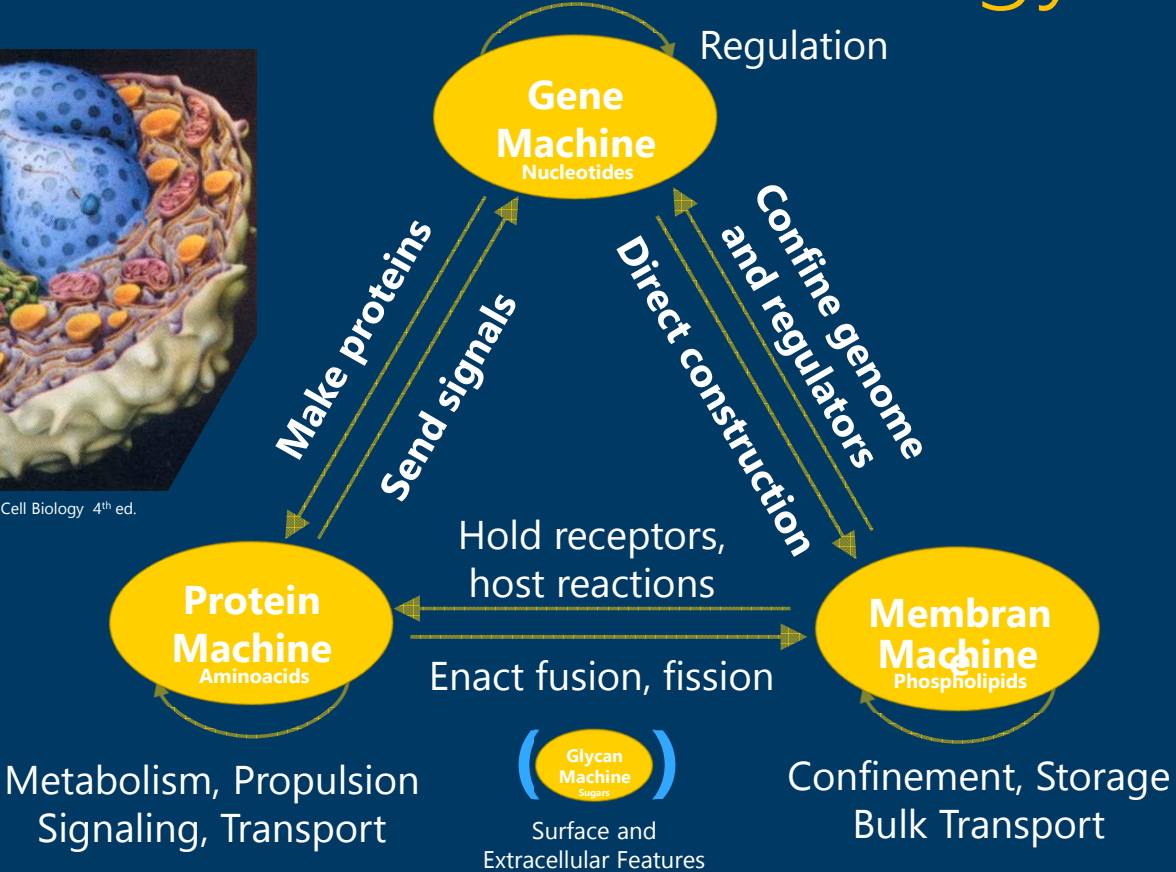 Regulation
Gene
Machine
Nucleotides
Make proteins
Send signals
Direct construction
Confine genome
and regulators
Cell Biology 4th ed.
Hold receptors,
host reactions
Protein
Machine
Aminoacids
Membran
e
Machine
Phospholipids
Enact fusion, fission
Metabolism, Propulsion
Signaling, Transport
(Glycan
Machine
Sugars)
Surface and
Extracellular Features
Confinement, Storage
Bulk Transport